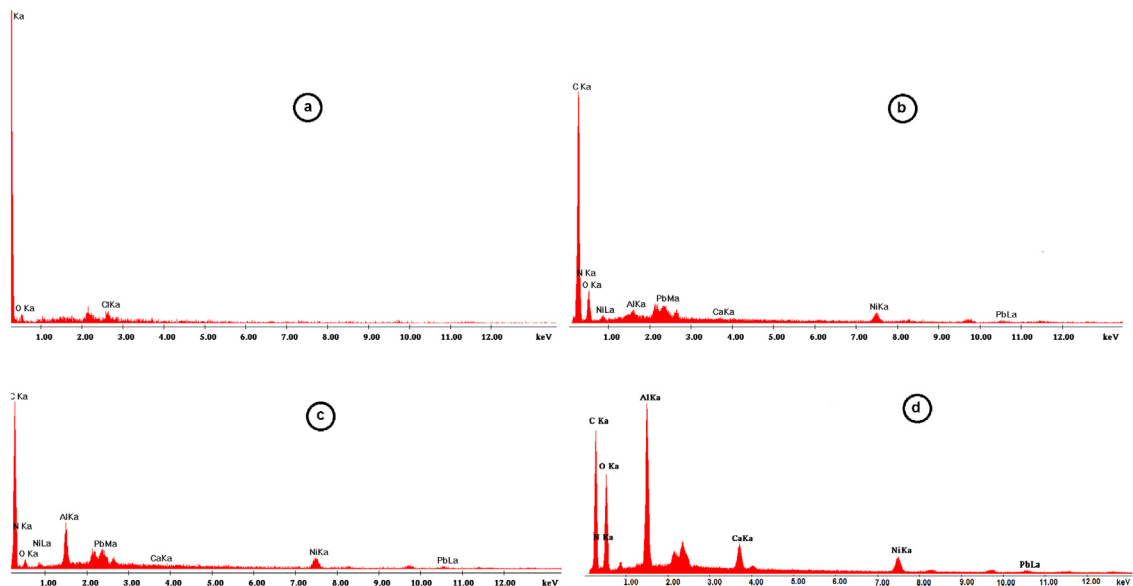 Ka
a
O Ka
ClKa
1.00 2.00 3.00 4.00 5.00 6.00 7.00 8.00 9.00 10.00 11.00 12.00 keV
b
C Ka
N Ka
O Ka
NiLa
AlKa
PbMa
CaKa
NiKa
PbLa
1.00 2.00 3.00 4.00 5.00 6.00 7.00 8.00 9.00 10.00 11.00 12.00 keV
c
C Ka
AlKa
N Ka
NiLa
O Ka
PbMa
CaKa
NiKa
PbLa
1.00 2.00 3.00 4.00 5.00 6.00 7.00 8.00 9.00 10.00 11.00 12.00 keV
d
AlKa
C Ka
O Ka
N Ka
CaKa
NiKa
PbLa
1.00 2.00 3.00 4.00 5.00 6.00 7.00 8.00 9.00 10.00 11.00 12.00 keV